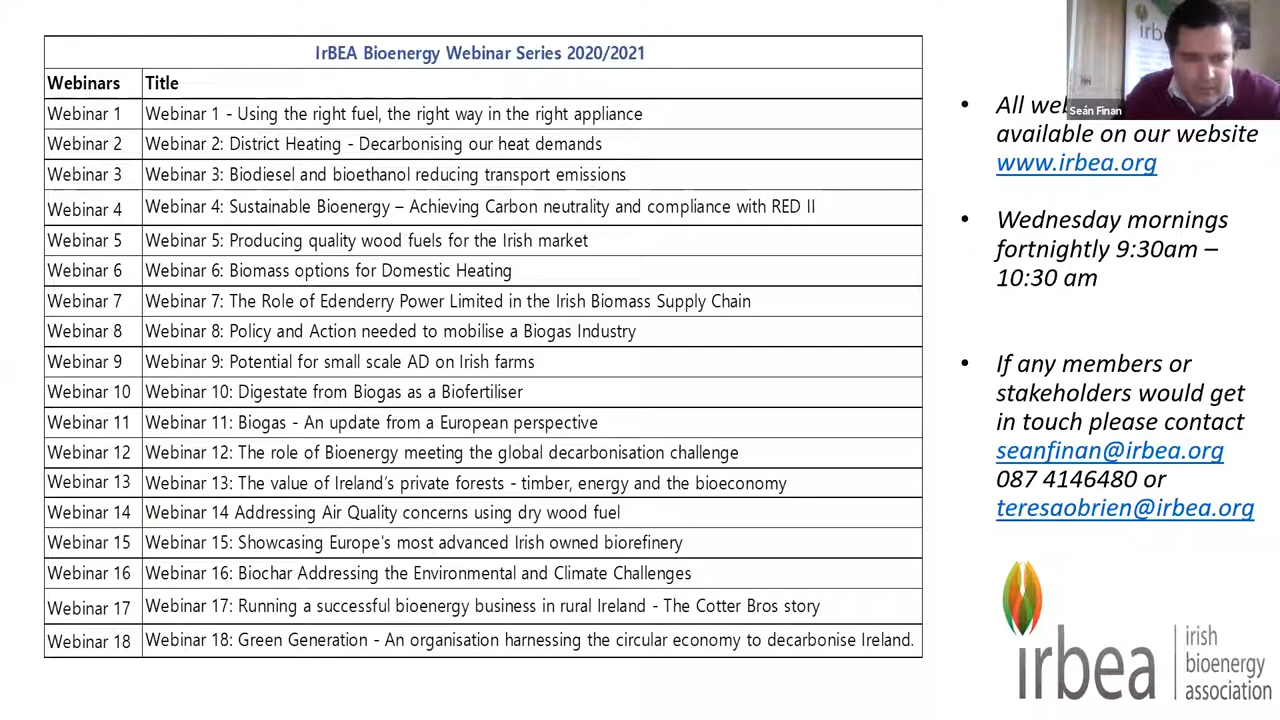 IrBEA Bioenergy Webinar Series 2020/2021
Webinars Title
Webinar 1 Webinar 1 - Using the right fuel, the right way in the right appliance
Webinar 2 Webinar 2: District Heating - Decarbonising our heat demands
Webinar 3 Webinar 3: Biodiesel and bioethanol reducing transport emissions
Webinar 4 Webinar 4: Sustainable Bioenergy – Achieving Carbon neutrality and compliance with RED II
Webinar 5 Webinar 5: Producing quality wood fuels for the Irish market
Webinar 6 Webinar 6: Biomass options for Domestic Heating
Webinar 7 Webinar 7: The Role of Edenderry Power Limited in the Irish Biomass Supply Chain
Webinar 8 Webinar 8: Policy and Action needed to mobilise a Biogas Industry
Webinar 9 Webinar 9: Potential for small scale AD on Irish farms
Webinar 10 Webinar 10: Digestate from Biogas as a Biofertiliser
Webinar 11 Webinar 11: Biogas - An update from a European perspective
Webinar 12 Webinar 12: The role of Bioenergy meeting the global decarbonisation challenge
Webinar 13 Webinar 13: The value of Ireland's private forests - timber, energy and the bioeconomy
Webinar 14 Webinar 14 Addressing Air Quality concerns using dry wood fuel
Webinar 15 Webinar 15: Showcasing Europe's most advanced Irish owned biorefinery
Webinar 16 Webinar 16: Biochar Addressing the Environmental and Climate Challenges
Webinar 17 Webinar 17: Running a successful bioenergy business in rural Ireland - The Cotter Bros story
Webinar 18 Webinar 18: Green Generation - An organisation harnessing the circular economy to decarbonise Ireland.
Seán Finan
• All
available on our website
www.irbea.org
• Wednesday mornings
fortnightly 9:30am –
10:30 am
• If any members or
stakeholders would get
in touch please contact
seanfinan@irbea.org
087 4146480 or
teresaobrien@irbea.org
irbea
irish
bioenergy
association